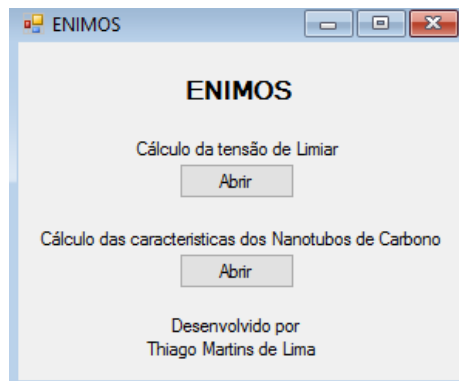 ENIMOS
ENIMOS
Cálculo da tensão de Limiar
Abrir
Cálculo das caracteristicas dos Nanotubos de Carbono
Abrir
Desenvolvido por
Thiago Martins de Lima